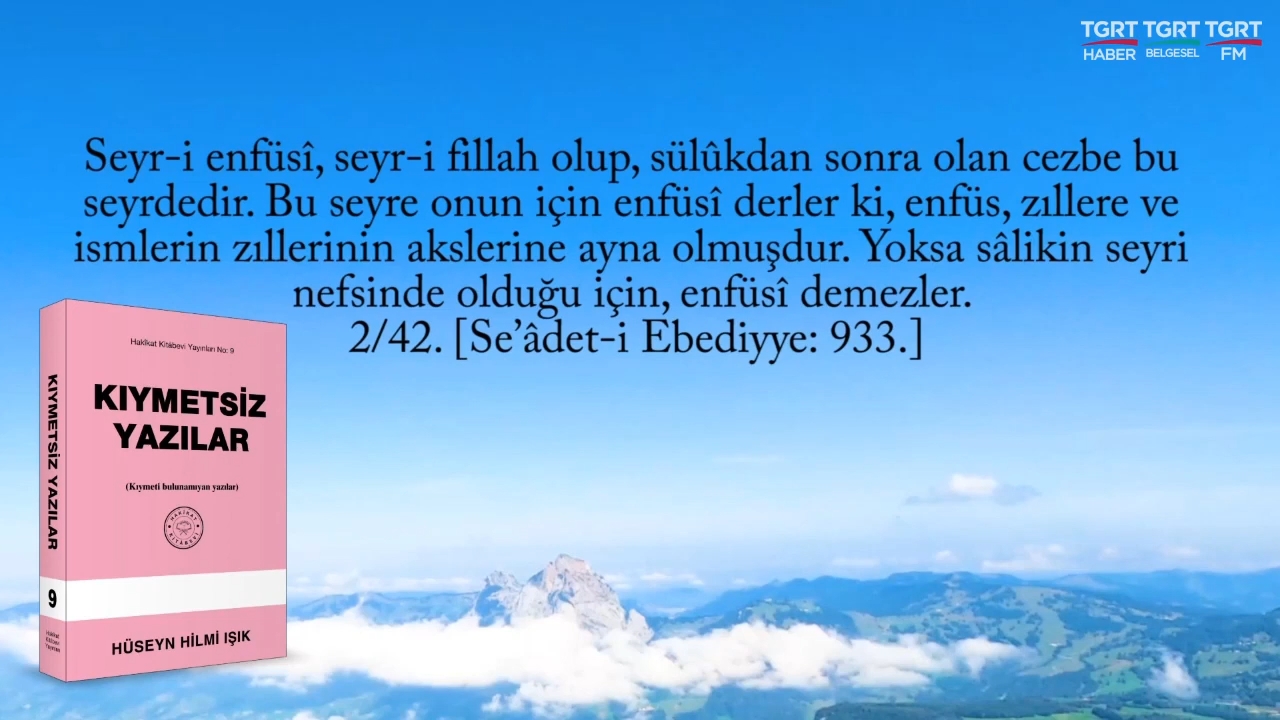 TGRT TGRT TGRT
HABER BELGESEL FM
Seyr-i enfüsî, seyr-i fillah olup, sülûkdan sonra olan cezbe bu
seyrdedir. Bu seyre onun için enfüsî derler ki, enfüs, zıllere ve
ismlerin zıllerinin akslerine ayna olmuşdur. Yoksa sâlikin seyri
nefsinde olduğu için, enfüsî demezler.
2/42. [Se’âdet-i Ebediyye: 933.]
Hakîkat Kitâbevi Yayınları No: 9
KIYMETSİZ
YAZILAR
(Kıymeti bulunamıyan yazılar)
HAKÎKAT KİTÂBEVİ
HÜSEYN HİLMİ IŞIK
KIYMETSİZ YAZILAR
9